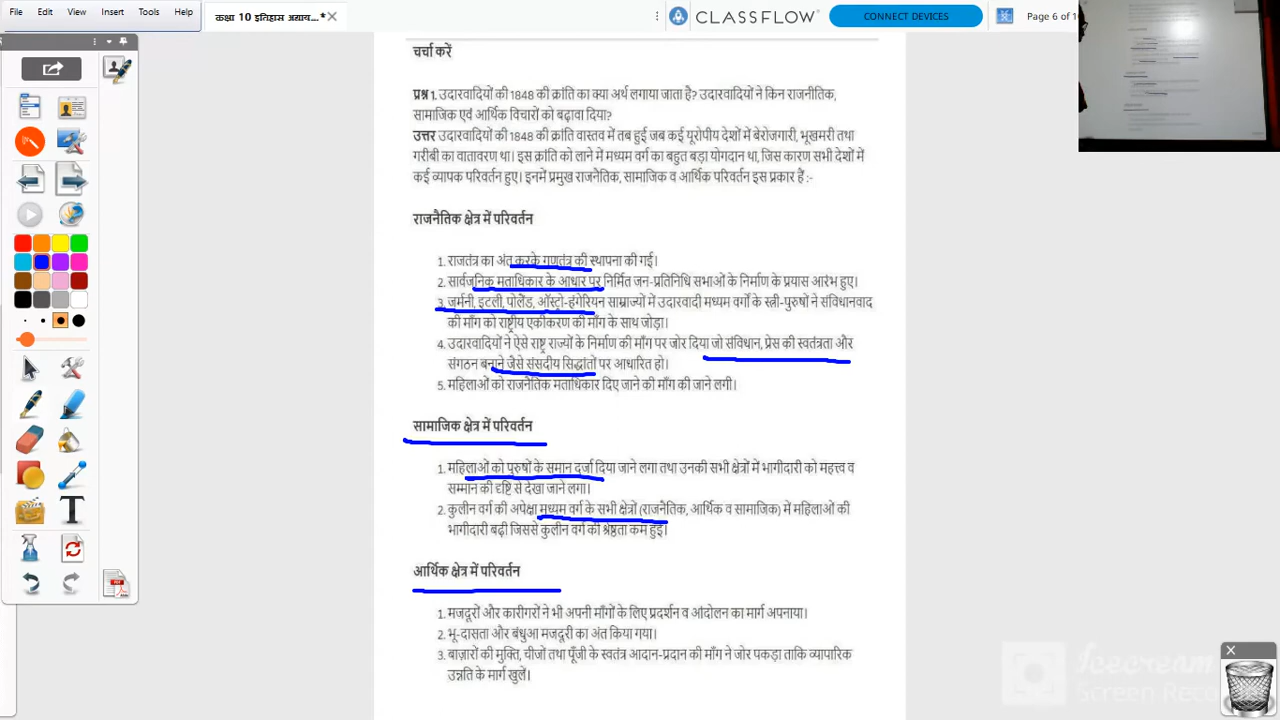 File Edit View Insert Tools Help
कक्षा 10 इतिहास अध्याय...*
CLASSFLOW
CONNECT DEVICES
Page 6 of 1
चर्चा करें
प्रश्न 1. उदारवादियों की 1848 की क्रांति का क्या अर्थ लगाया जाता है? उदारवादियों ने किन राजनीतिक,
सामाजिक एवं आर्थिक विचारों को बढ़ावा दिया?
उत्तर उदारवादियों की 1848 की क्रांति वास्तव में तब हुई जब कई यूरोपीय देशों में बेरोजगारी, भूखमरी तथा
गरीबी का वातावरण था। इस क्रांति को लाने में मध्यम वर्ग का बहुत बड़ा योगदान था, जिस कारण सभी देशों में
कई व्यापक परिवर्तन हुए। इनमें प्रमुख राजनैतिक, सामाजिक व आर्थिक परिवर्तन इस प्रकार हैं :-
राजनैतिक क्षेत्र में परिवर्तन
1. राजतंत्र का अंत करके गणतंत्र की स्थापना की गई।
2. सार्वजनिक मताधिकार के आधार पर निर्मित जन-प्रतिनिधि सभाओं के निर्माण के प्रयास आरंभ हुए।
3. जर्मनी, इटली, पोलैंड, ऑस्ट्रो-हंगेरियन साम्राज्यों में उदारवादी मध्यम वर्गों के स्त्री-पुरुषों ने संविधानवाद
की माँग को राष्ट्रीय एकीकरण की माँग के साथ जोड़ा।
4. उदारवादियों ने ऐसे राष्ट्र राज्यों के निर्माण की माँग पर जोर दिया जो संविधान, प्रेस की स्वतंत्रता और
संगठन बनाने जैसे संसदीय सिद्धांतों पर आधारित हो।
5. महिलाओं को राजनैतिक मताधिकार दिए जाने की माँग की जाने लगी।
सामाजिक क्षेत्र में परिवर्तन
1. महिलाओं को पुरुषों के समान दर्जा दिया जाने लगा तथा उनकी सभी क्षेत्रों में भागीदारी को महत्त्व व
सम्मान की दृष्टि से देखा जाने लगा।
2. कुलीन वर्ग की अपेक्षा मध्यम वर्ग के सभी क्षेत्रों (राजनैतिक, आर्थिक व सामाजिक) में महिलाओं की
भागीदारी बढ़ी जिससे कुलीन वर्ग की श्रेष्ठता कम हुई।
आर्थिक क्षेत्र में परिवर्तन
1. मजदूरों और कारीगरों ने भी अपनी माँगों के लिए प्रदर्शन व आंदोलन का मार्ग अपनाया।
2. भू-दासता और बंधुआ मजदूरी का अंत किया गया।
3. बाज़ारों की मुक्ति, चीजों तथा पूँजी के स्वतंत्र आदान-प्रदान की माँग ने जोर पकड़ा ताकि व्यापारिक
उन्नति के मार्ग खुलें।
icecream
Screen Reco